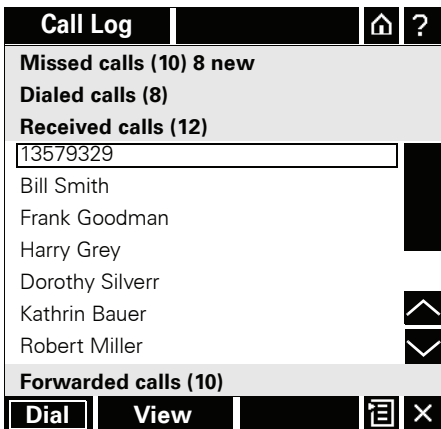 Call Log ?
Missed calls (10) 8 new
Dialed calls (8)
Received calls (12)
13579329
Bill Smith
Frank Goodman
Harry Grey
Dorothy Silverr
Kathrin Bauer
Robert Miller
Forwarded calls (10)
Dial View